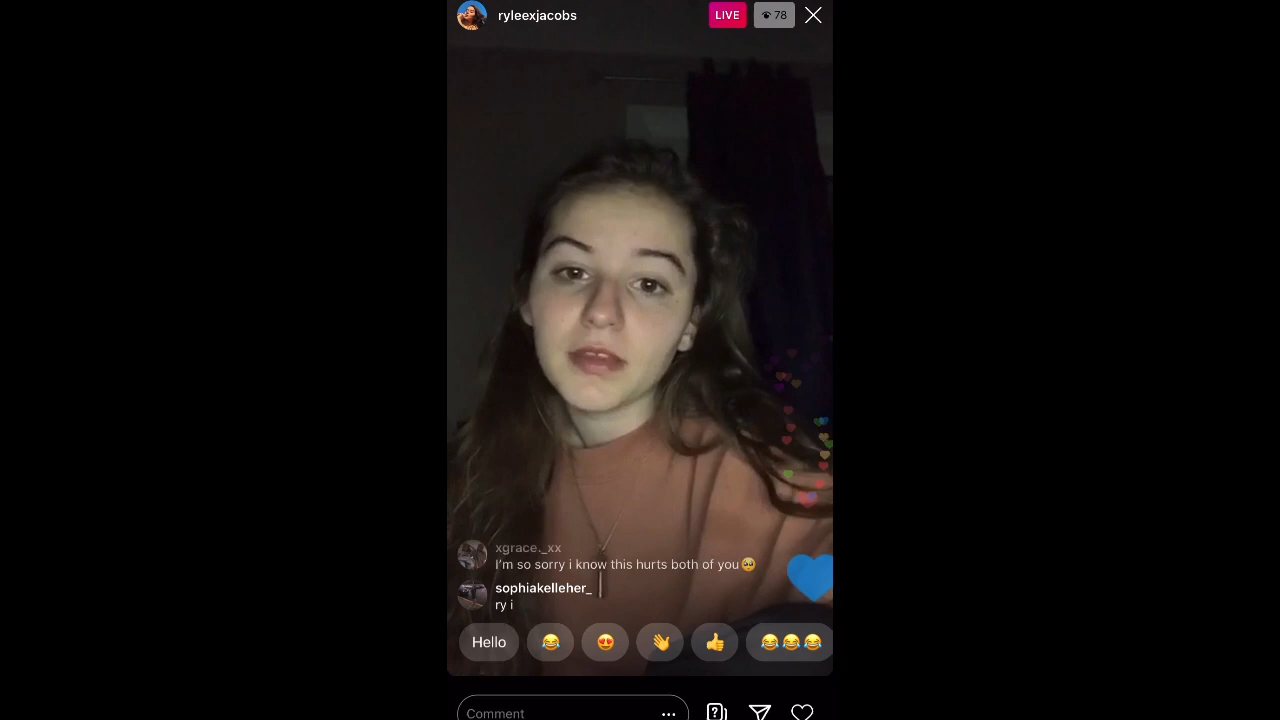 ryleexjacobs
LIVE
78
xgrace._xx
I'm so sorry i know this hurts both of you🥺
sophiakelleher_
ry i
Hello 😂 😍 👋 👍 😂😂😂
Comment